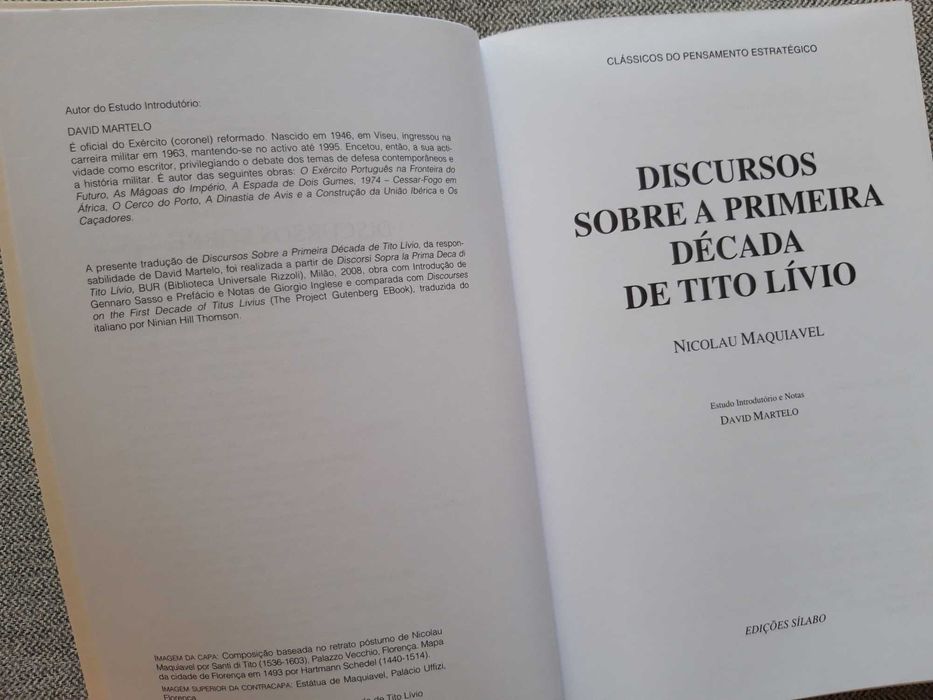 Autor do Estudo Introdutório:
DAVID MARTELO
É oficial do Exército (coronel) reformado. Nascido em 1946, em Viseu, ingressou na
carreira militar em 1963, mantendo-se no activo até 1995. Encetou, então, a sua acti-
vidade como escritor, privilegiando o debate dos temas de defesa contemporâneos e
a história militar. É autor das seguintes obras: O Exército Português na Fronteira do
Futuro, As Mágoas do Império, A Espada de Dois Gumes, 1974 – Cessar-Fogo em
África, O Cerco do Porto, A Dinastia de Avis e a Construção da União Ibérica e Os
Caçadores.
A presente tradução de Discursos Sobre a Primeira Década de Tito Lívio, da respon-
sabilidade de David Martelo, foi realizada a partir de Discorsi Sopra la Prima Deca di
Tito Lívio, BUR (Biblioteca Universale Rizzoli), Milão, 2008, obra com Introdução de
Gennaro Sasso e Prefácio e Notas de Giorgio Inglese e comparada com Discourses
on the First Decade of Titus Livius (The Project Gutenberg EBook), traduzida do
italiano por Ninian Hill Thomson.
IMAGEM DA CAPA: Composição baseada no retrato póstumo de Nicolau
Maquiavel por Santi di Tito (1536-1603), Palazzo Vecchio, Florença. Mapa
da cidade de Florença em 1493 por Hartmann Schedel (1440-1514).
IMAGEM SUPERIOR DA CONTRACAPA: Estátua de Maquiavel, Palácio Uffizi,
Florença
de Tito Lívio
CLÁSSICOS DO PENSAMENTO ESTRATÉGICO
DISCURSOS
SOBRE A PRIMEIRA
DÉCADA
DE TITO LÍVIO
NICOLAU MAQUIAVEL
Estudo Introdutório e Notas
DAVID MARTELO
EDIÇÕES SÍLABO